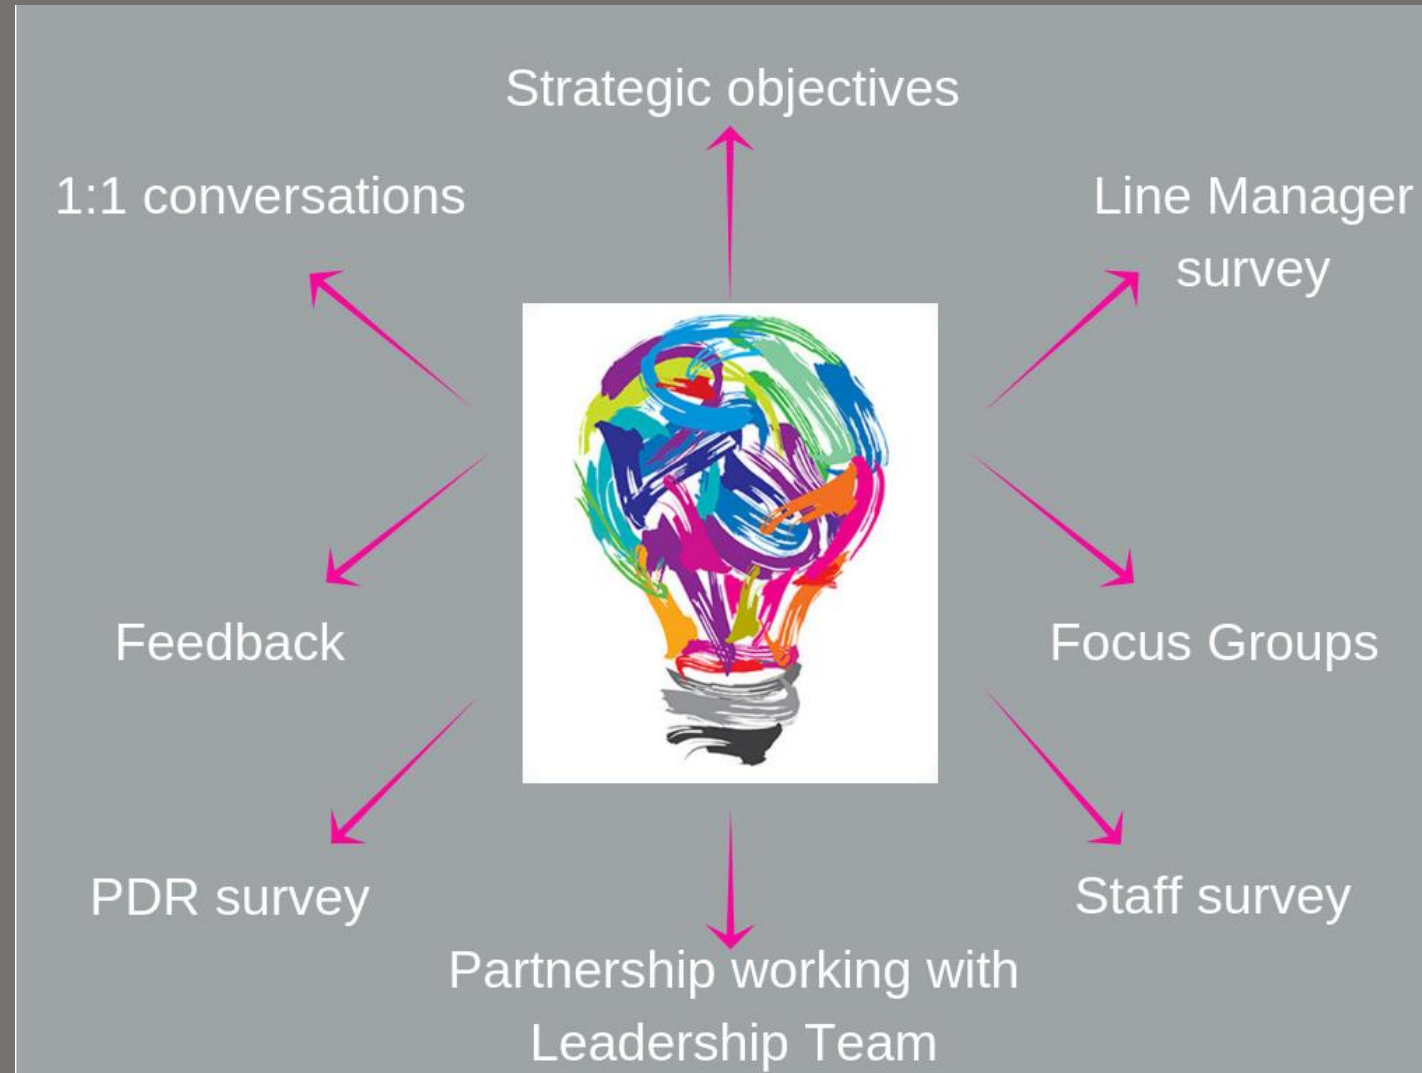 Strategic objectives
1:1 conversations
Line Manager
survey
Feedback
Focus Groups
PDR survey
Staff survey
Partnership working with
Leadership Team